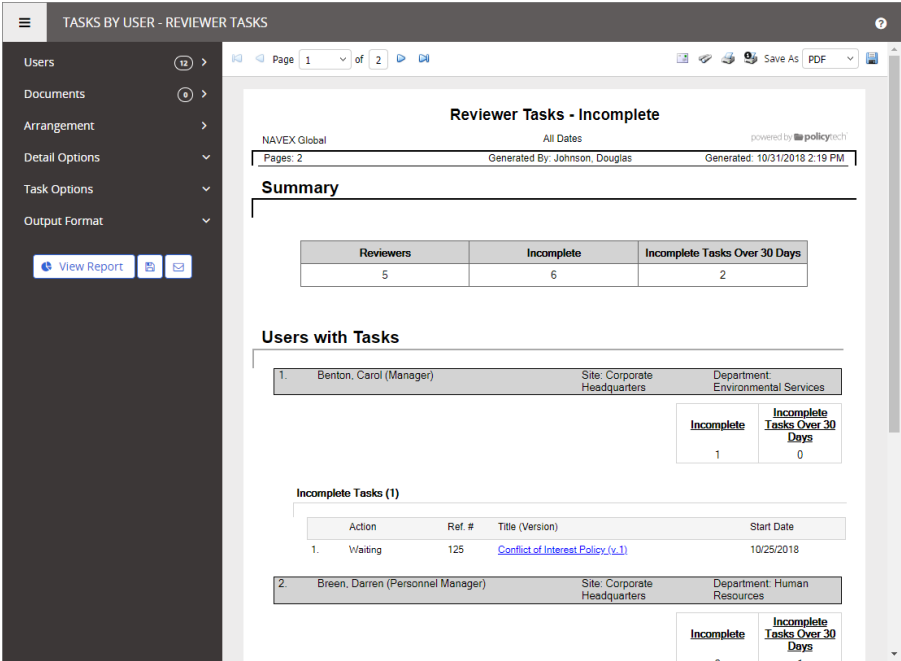 TASKS BY USER - REVIEWER TASKS
Users 12
Documents 0
Arrangement
Detail Options
Task Options
Output Format
View Report
Page 1 of 2
Save As PDF
Reviewer Tasks - Incomplete
NAVEX Global All Dates powered by policytech
Pages: 2 Generated By: Johnson, Douglas Generated: 10/31/2018 2:19 PM
Summary
Reviewers Incomplete Incomplete Tasks Over 30 Days
5 6 2
Users with Tasks
1. Benton, Carol (Manager) Site: Corporate Headquarters Department: Environmental Services
Incomplete Incomplete Tasks Over 30 Days
1 0
Incomplete Tasks (1)
Action Ref. # Title (Version) Start Date
1. Waiting 125 Conflict of Interest Policy (v.1) 10/25/2018
2. Breen, Darren (Personnel Manager) Site: Corporate Headquarters Department: Human Resources
Incomplete Incomplete Tasks Over 30 Days